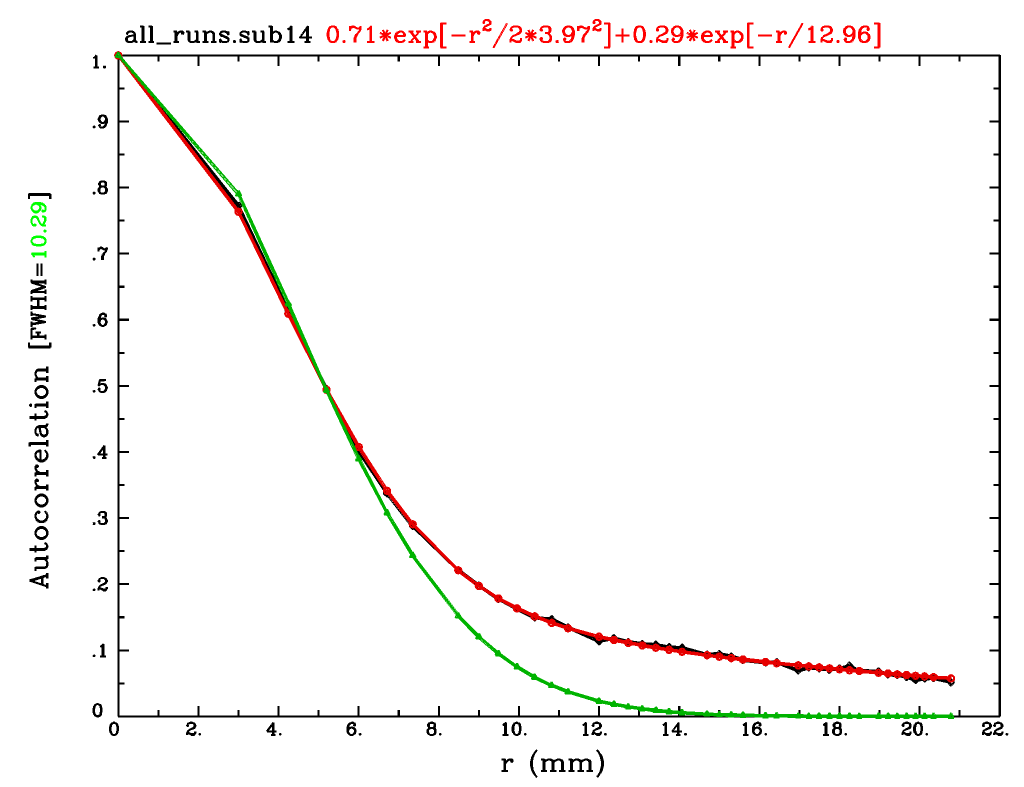 all_runs.sub14 0.71*exp[-r²/2*3.97²]+0.29*exp[-r/12.96]
1.
.9
.8
.7
.6
.5
.4
.3
.2
.1
0
Autocorrelation [FWHM=10.29]
0 2. 4. 6. 8. 10. 12. 14. 16. 18. 20. 22.
r (mm)